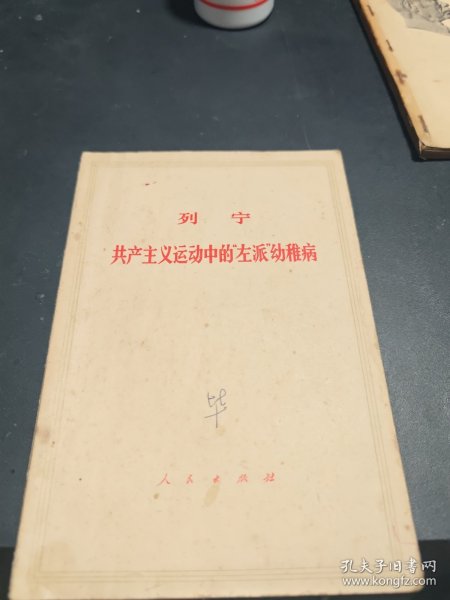 列 宁
共产主义运动中的“左派”幼稚病
毕
人民出版社
孔夫子旧书网
www.kongfz.com